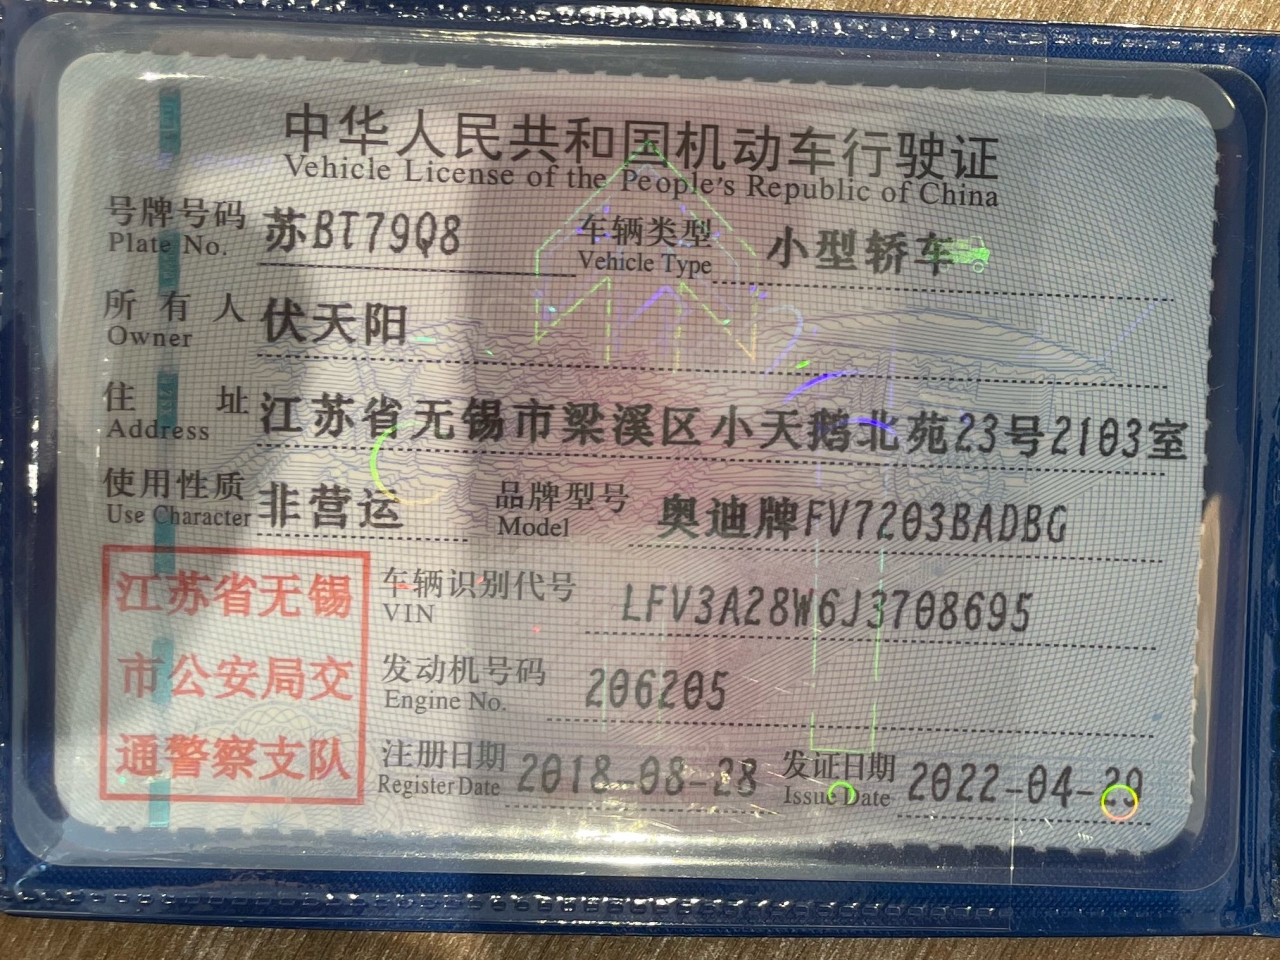 中华人民共和国机动车行驶证
Vehicle License of the People's Republic of China
号牌号码 苏BT79Q8 车辆类型 小型轿车
Plate No. Vehicle Type
所有人 伏天阳
Owner
住址 江苏省无锡市梁溪区小天鹅北苑23号2103室
Address
使用性质 非营运 品牌型号 奥迪牌FV7203BADBG
Use Character Model
江苏省无锡
市公安局交
通警察支队
车辆识别代号 LFV3A28W6J3708695
VIN
发动机号码 206205
Engine No.
注册日期 2018-08-28 发证日期 2022-04-20
Register Date Issue Date